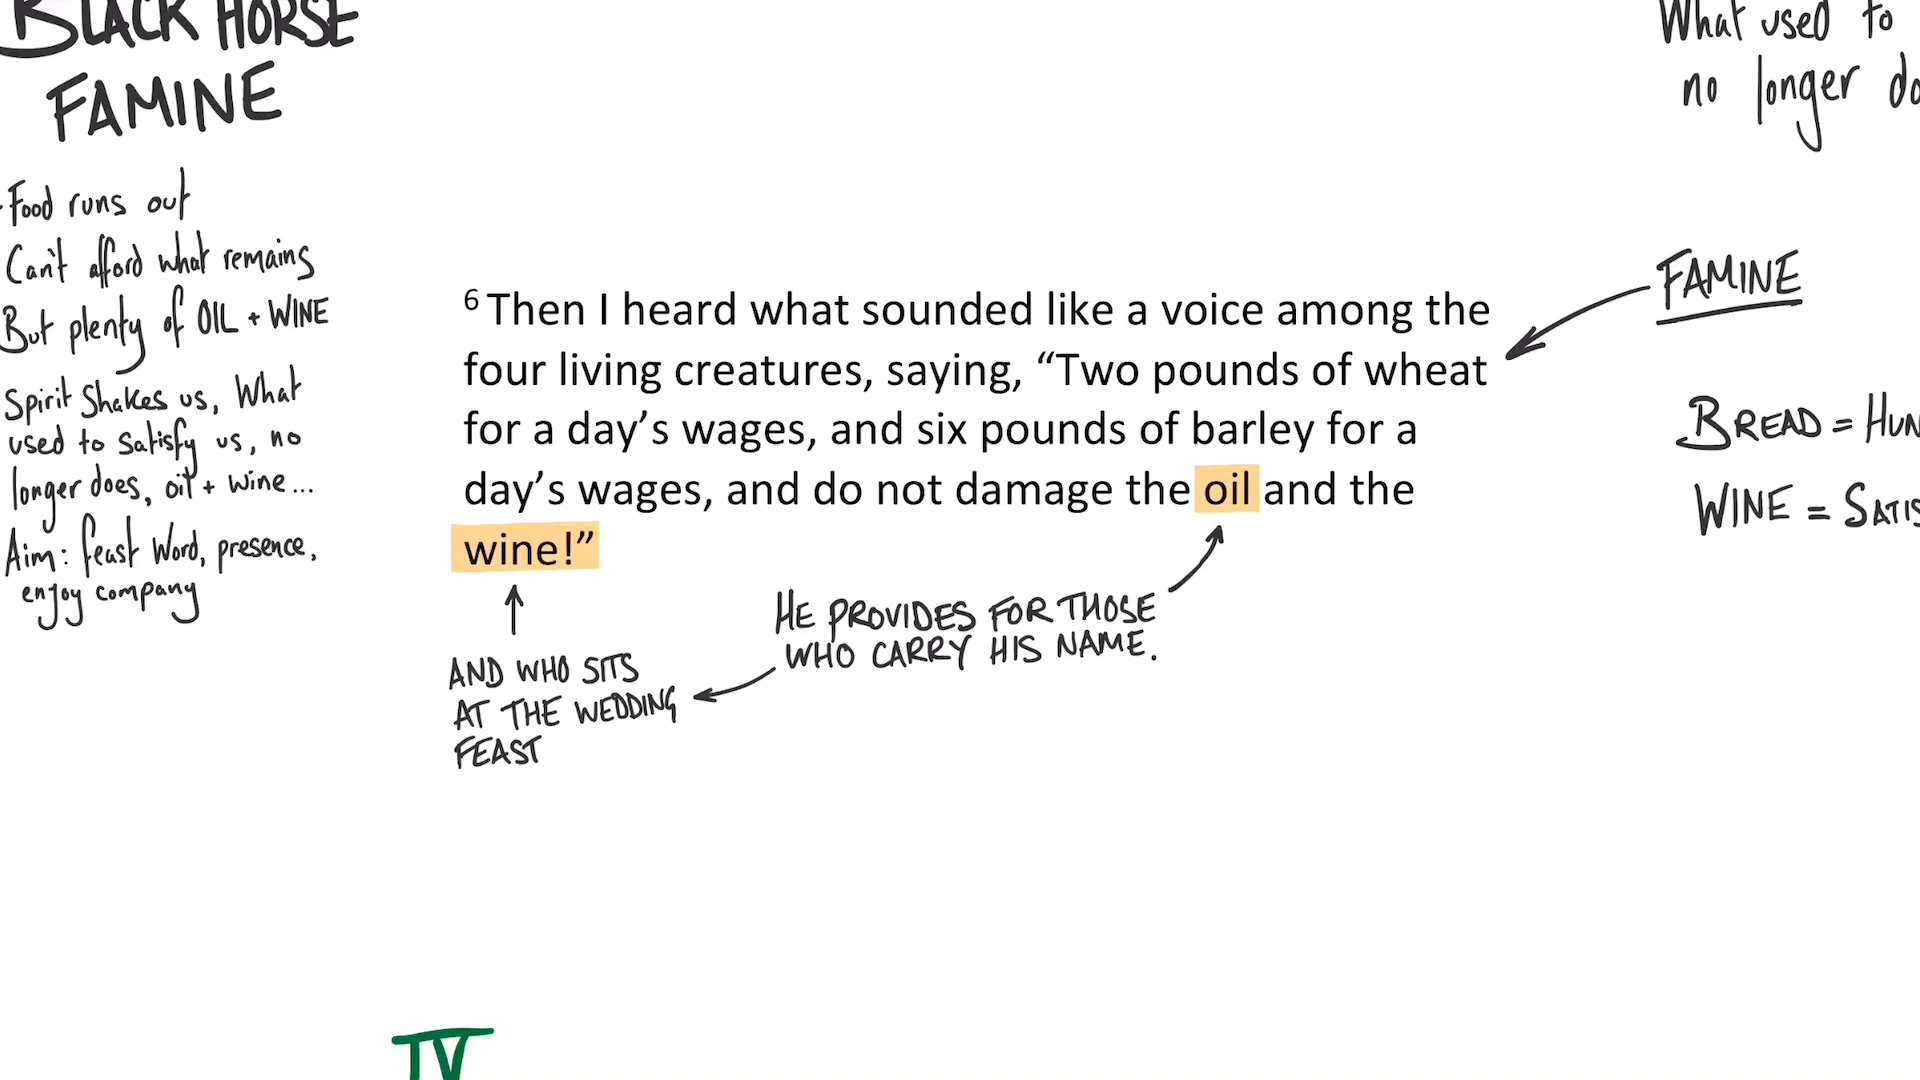 BLACK HORSE
FAMINE
Food runs out
Can't afford what remains
But plenty of OIL + WINE
Spirit Shakes us, What
used to satisfy us, no
longer does, oil + wine...
Aim: feast Word, presence,
enjoy company
6 Then I heard what sounded like a voice among the
four living creatures, saying, “Two pounds of wheat
for a day’s wages, and six pounds of barley for a
day’s wages, and do not damage the oil and the
wine!”
HE PROVIDES FOR THOSE
WHO CARRY HIS NAME.
AND WHO SITS
AT THE WEDDING
FEAST
What used to
no longer do
FAMINE
BREAD = HUN
WINE = SATIS
IV